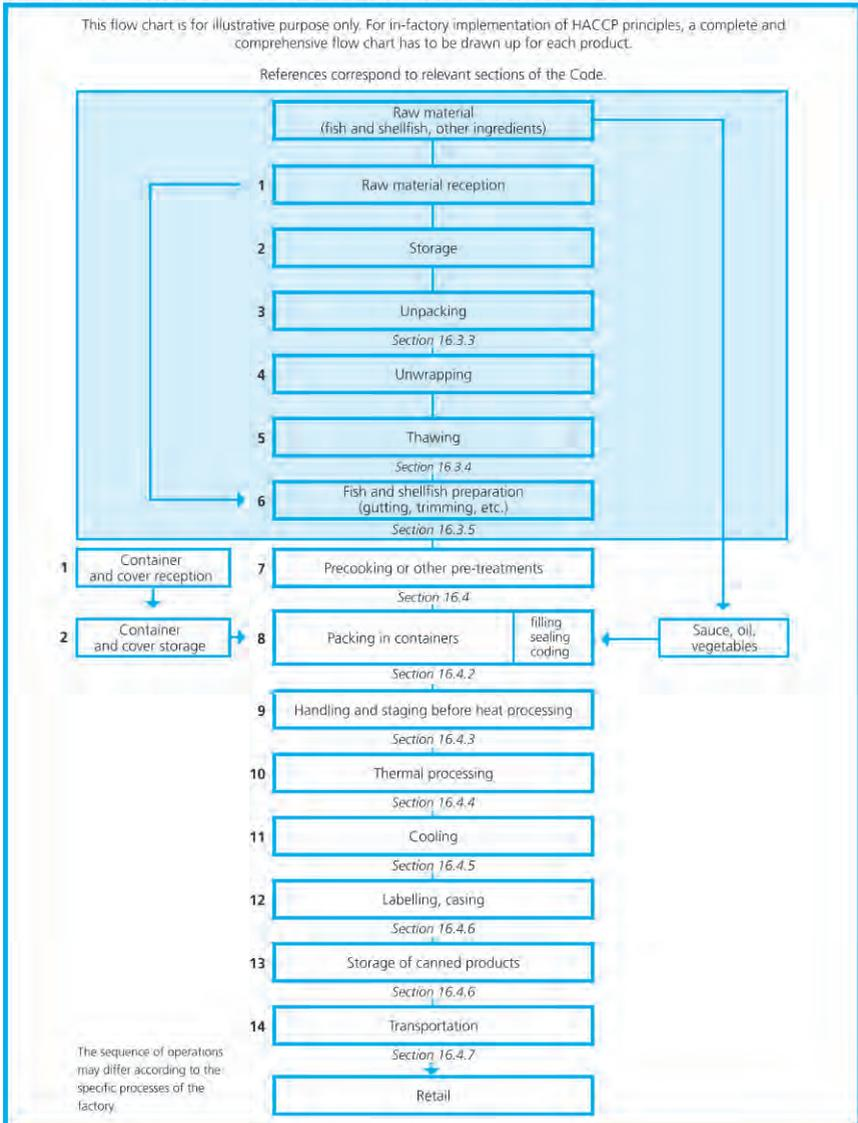 This flow chart is for illustrative purpose only. For in-factory implementation of HACCP principles, a complete and
comprehensive flow chart has to be drawn up for each product.
References correspond to relevant sections of the Code.
Raw material
(fish and shellfish, other ingredients)
1 Raw material reception
2 Storage
3 Unpacking
Section 16.3.3
4 Unwrapping
5 Thawing
Section 16.3.4
6 Fish and shellfish preparation
(gutting, trimming, etc.)
Section 16.3.5
1 Container
and cover reception
7 Precooking or other pre-treatments
Section 16.4
2 Container
and cover storage
8 Packing in containers
filling
sealing
coding
Sauce, oil,
vegetables
Section 16.4.2
9 Handling and staging before heat processing
Section 16.4.3
10 Thermal processing
Section 16.4.4
11 Cooling
Section 16.4.5
12 Labelling, casing
Section 16.4.6
13 Storage of canned products
Section 16.4.6
14 Transportation
Section 16.4.7
The sequence of operations
may differ according to the
specific processes of the
factory.
Retail